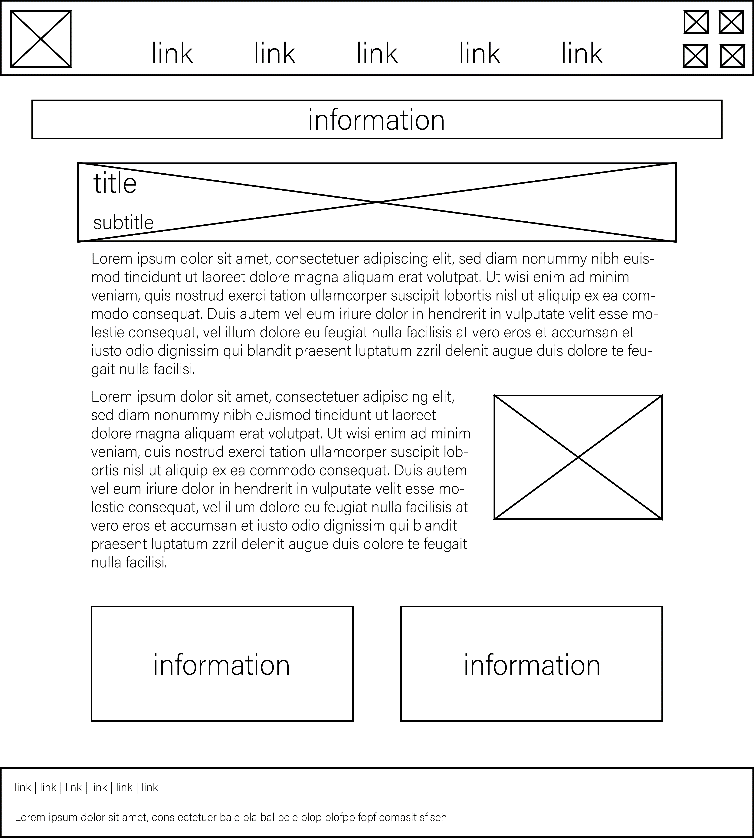 link link link link link
information
title
subtitle
Lorem ipsum dolor sit amet, consectetuer adipiscing elit, sed diam nonummy nibh euis-
mod tincidunt ut laoreet dolore magna aliquam erat volutpat. Ut wisi enim ad minim
veniam, quis nostrud exerci tation ullamcorper suscipit lobortis nisl ut aliquip ex ea com-
modo consequat. Duis autem vel eum iriure dolor in hendrerit in vulputate velit esse mo-
lestie consequat, vel illum dolore eu feugiat nulla facilisis at vero eros et accumsan et
iusto odio dignissim qui blandit praesent luptatum zzril delenit augue duis dolore te feu-
gait nulla facilisi.
Lorem ipsum dolor sit amet, consectetuer adipiscing elit,
sed diam nonummy nibh euismod tincidunt ut laoreet
dolore magna aliquam erat volutpat. Ut wisi enim ad minim
veniam, quis nostrud exerci tation ullamcorper suscipit lob-
ortis nisl ut aliquip ex ea commodo consequat. Duis autem
vel eum iriure dolor in hendrerit in vulputate velit esse mo-
lestie consequat, vel illum dolore eu feugiat nulla facilisis at
vero eros et accumsan et iusto odio dignissim qui blandit
praesent luptatum zzril delenit augue duis dolore te feugait
nulla facilisi.
information information
link | link | link | link | link | link
Lorem ipsum dolor sit amet, consectetuer